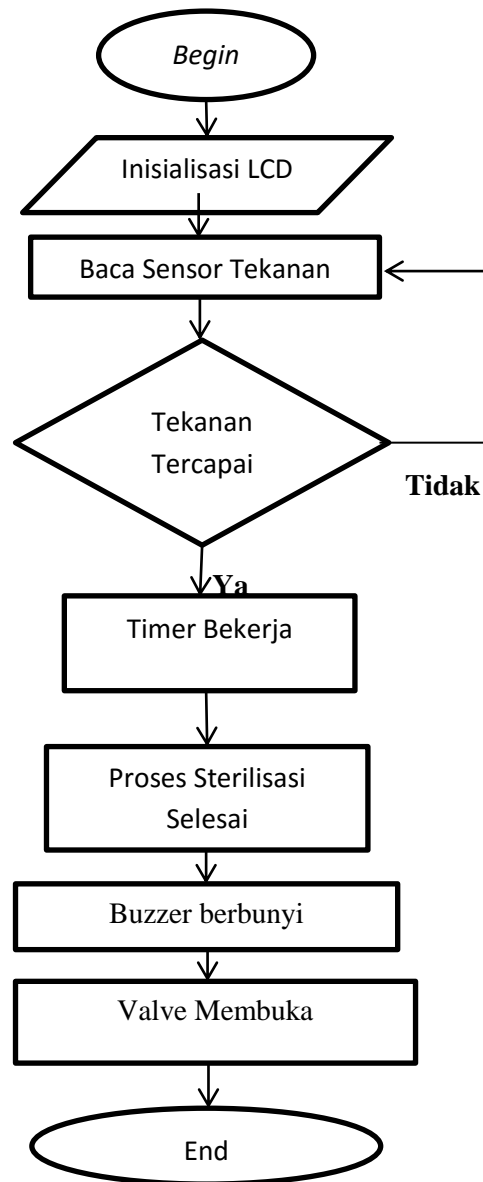 Begin
Inisialisasi LCD
Baca Sensor Tekanan
Tekanan
Tercapai
Tidak
Ya
Timer Bekerja
Proses Sterilisasi
Selesai
Buzzer berbunyi
Valve Membuka
End